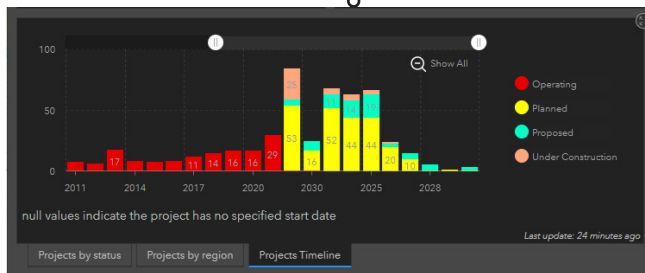 100
Show All
50
0
25
53
16
11
52
14
44
19
44
20
10
17
11
14
16
16
29
2011
2014
2017
2020
2030
2025
2028
Operating
Planned
Proposed
Under Construction
null values indicate the project has no specified start date
Last update: 24 minutes ago
Projects by status
Projects by region
Projects Timeline